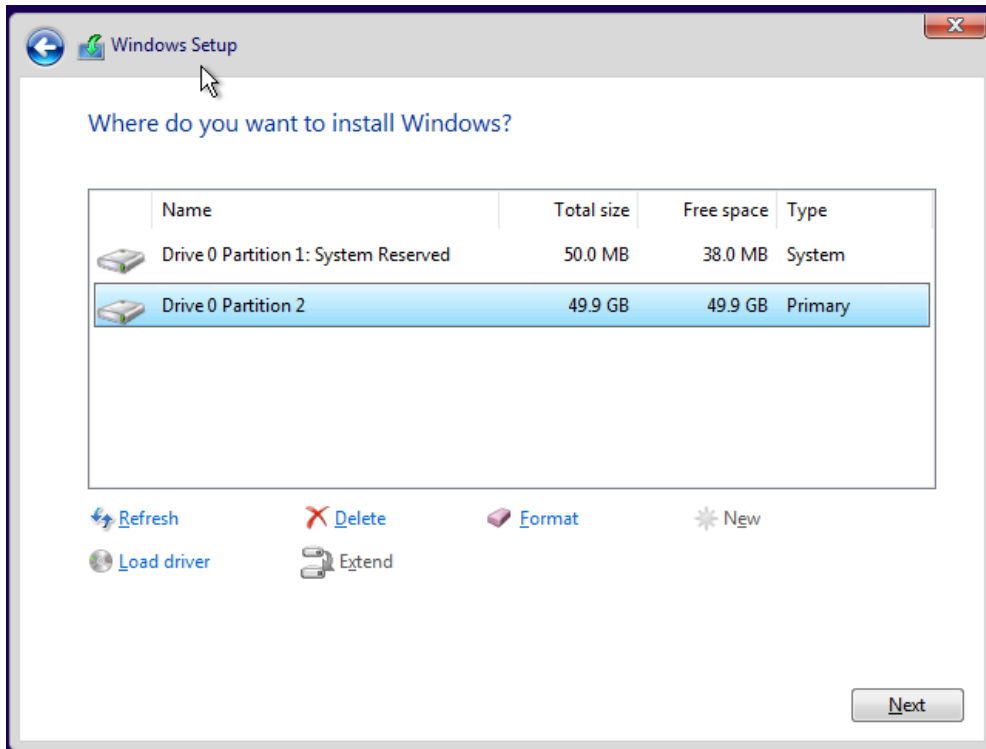 Windows Setup
Where do you want to install Windows?
Name Total size Free space Type
Drive 0 Partition 1: System Reserved 50.0 MB 38.0 MB System
Drive 0 Partition 2 49.9 GB 49.9 GB Primary
Refresh Delete Format New
Load driver Extend
Next